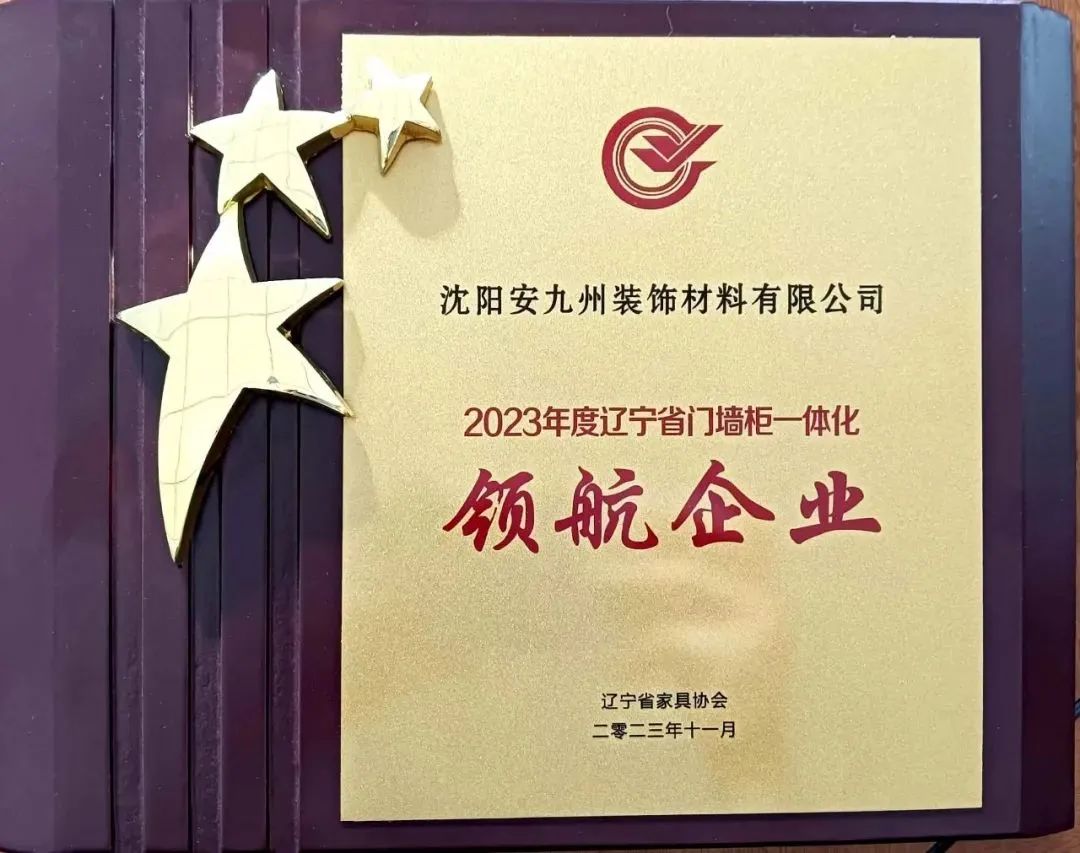 沈阳安九州装饰材料有限公司
2023年度辽宁省门墙柜一体化
领航企业
辽宁省家具协会
二零二三年十一月